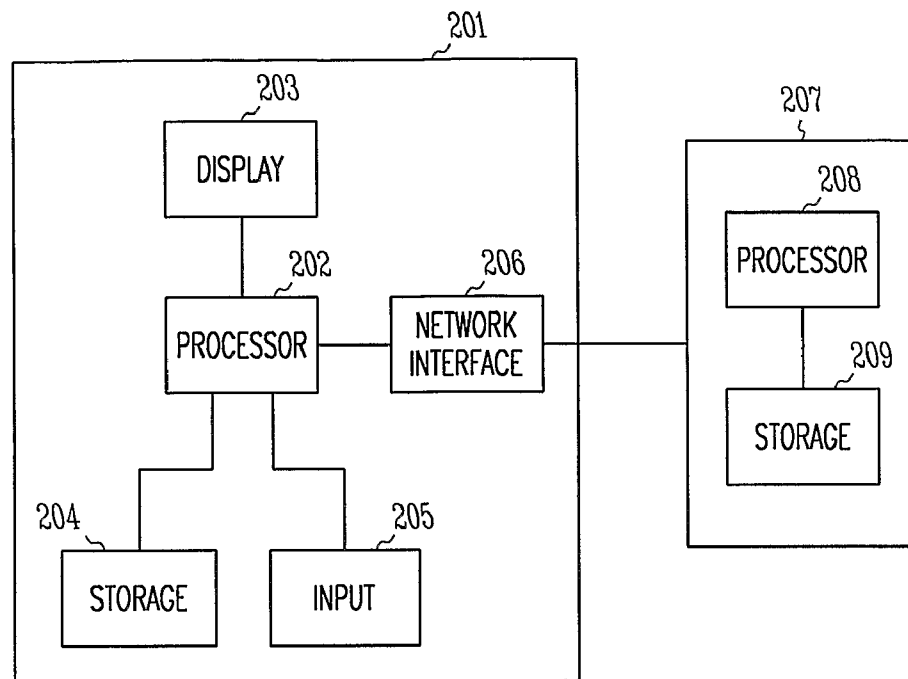 201
203
207
DISPLAY
208
202
206
PROCESSOR
PROCESSOR
NETWORK
INTERFACE
209
STORAGE
204
205
STORAGE
INPUT